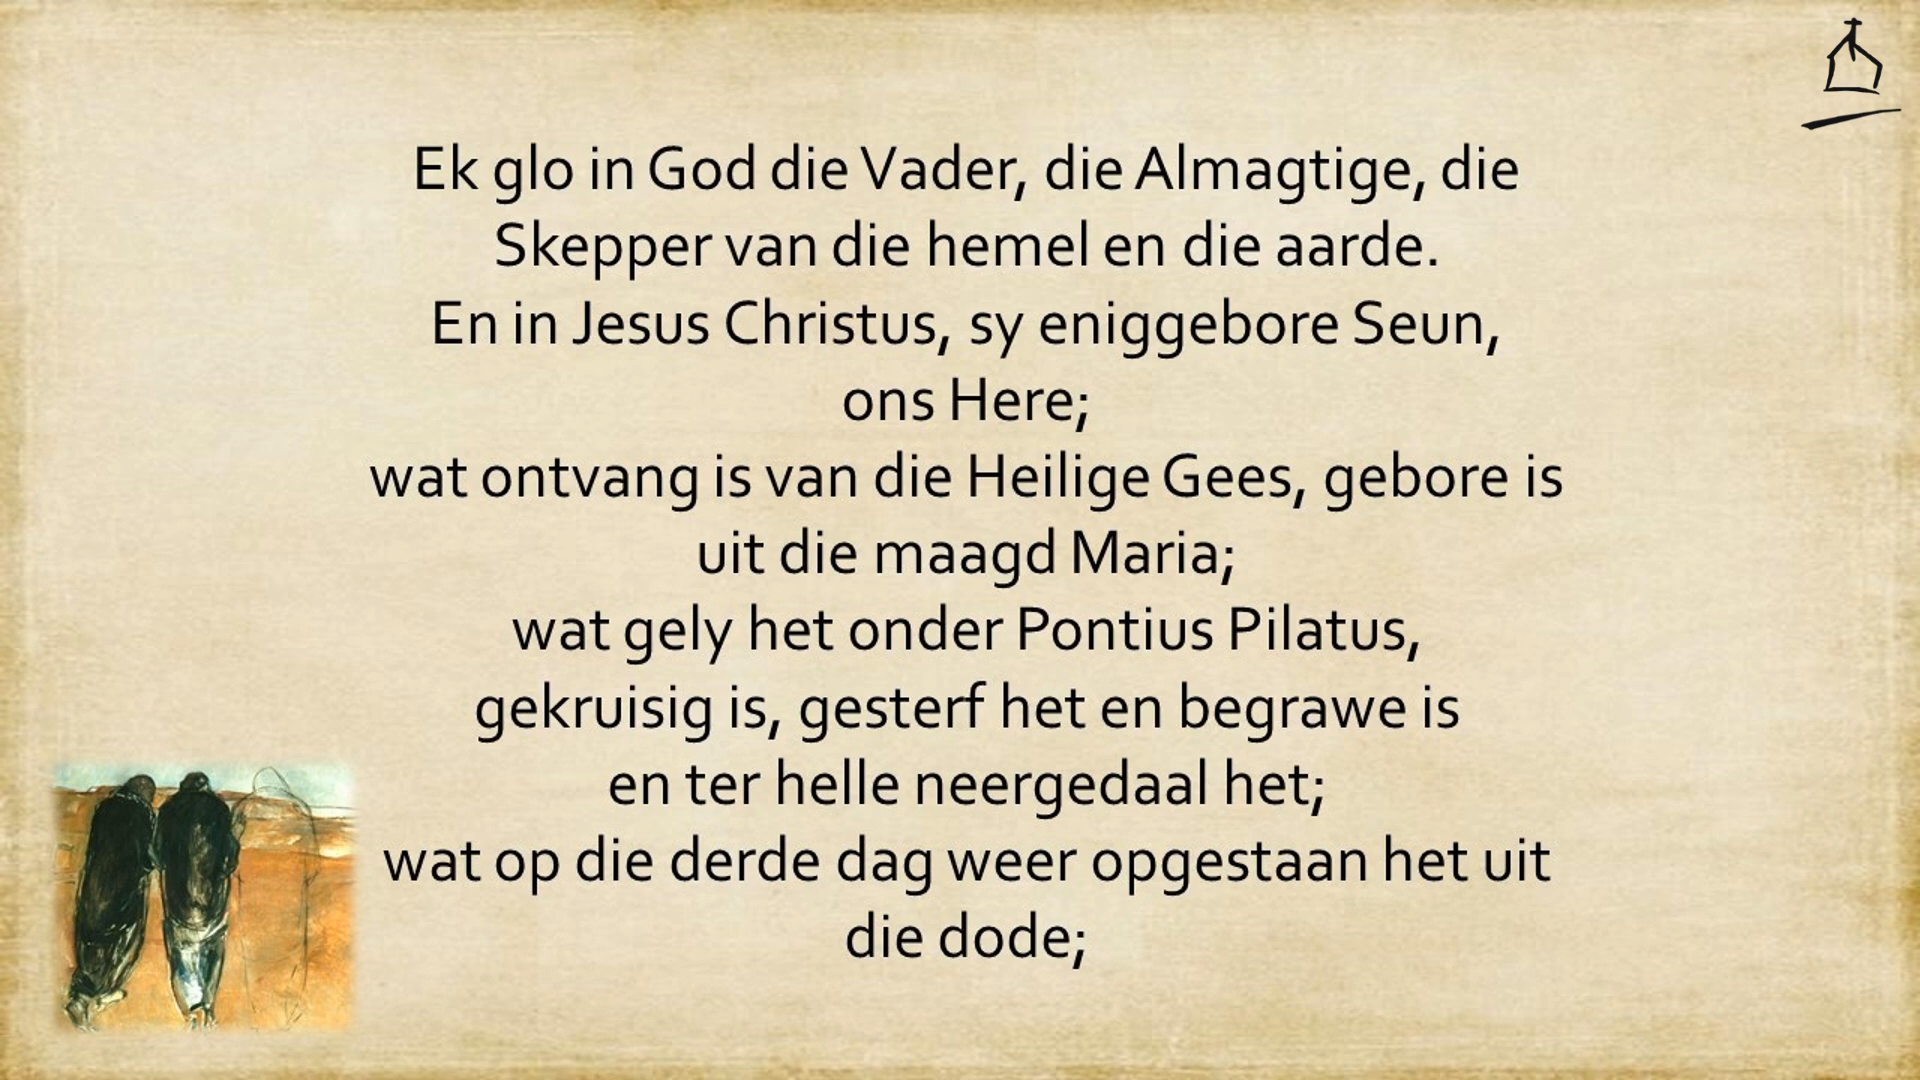 Ek glo in God die Vader, die Almagtige, die
Skepper van die hemel en die aarde.
En in Jesus Christus, sy eniggebore Seun,
ons Here;
wat ontvang is van die Heilige Gees, gebore is
uit die maagd Maria;
wat gely het onder Pontius Pilatus,
gekruisig is, gesterf het en begrawe is
en ter helle neergedaal het;
wat op die derde dag weer opgestaan het uit
die dode;